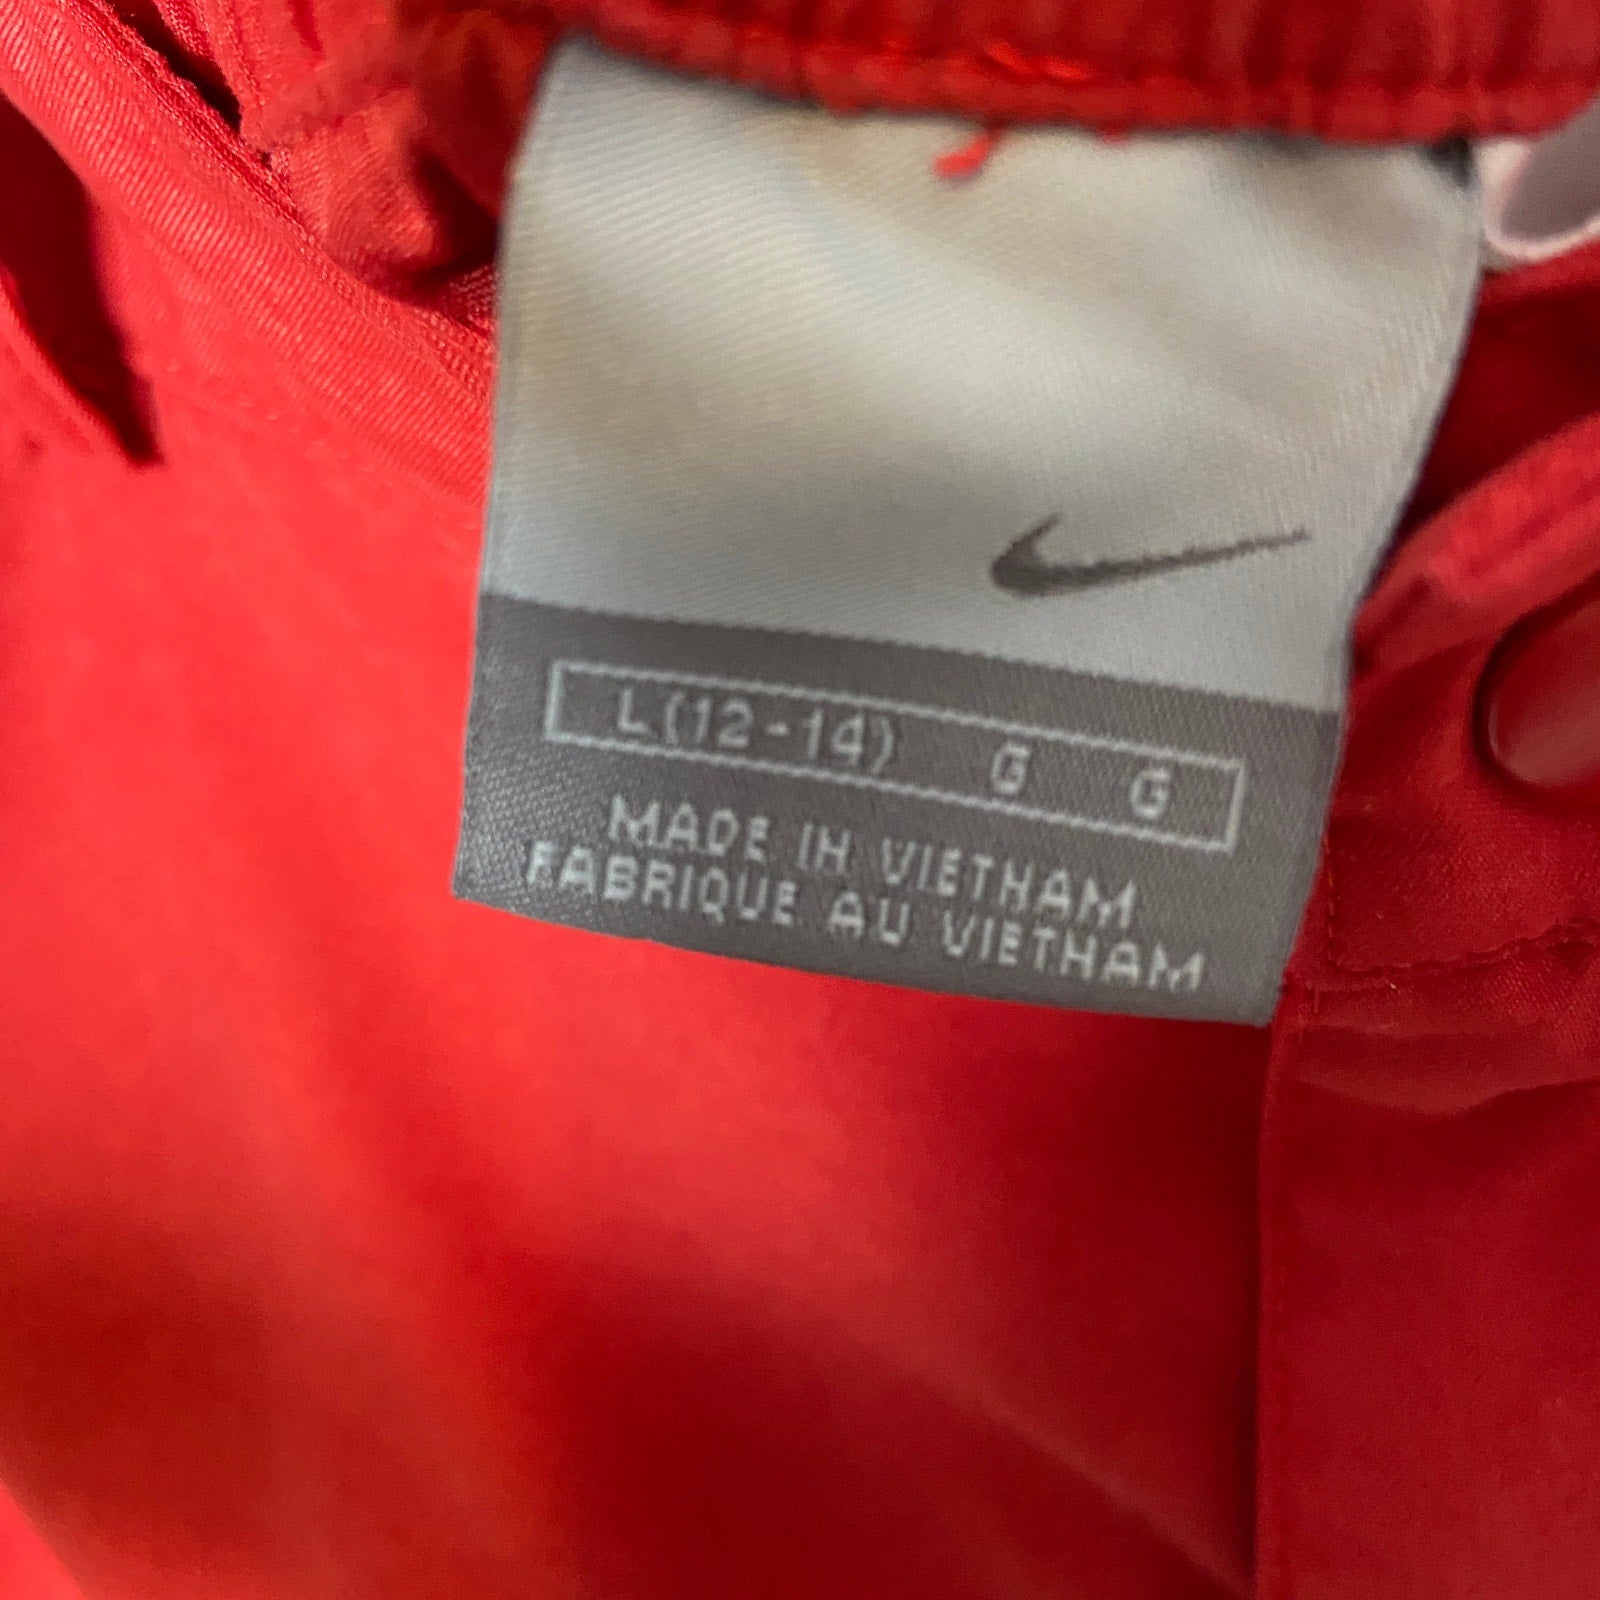 L(12-14) G G
MADE IN VIETNAM
FABRIQUE AU VIETNAM